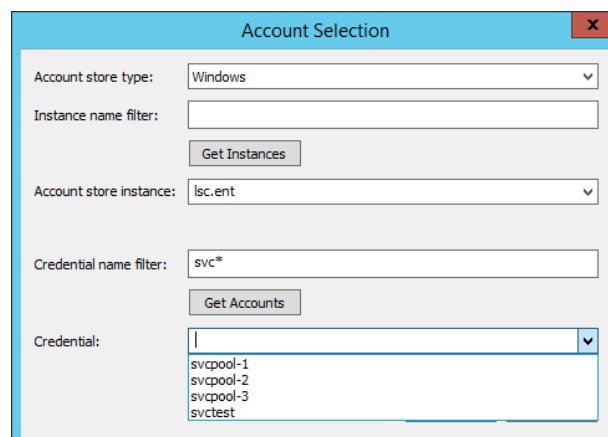 Account Selection
x
Account store type: Windows
Instance name filter:
Get Instances
Account store instance: lsc.ent
Credential name filter: svc*
Get Accounts
Credential:
svcpool-1
svcpool-2
svcpool-3
svctest